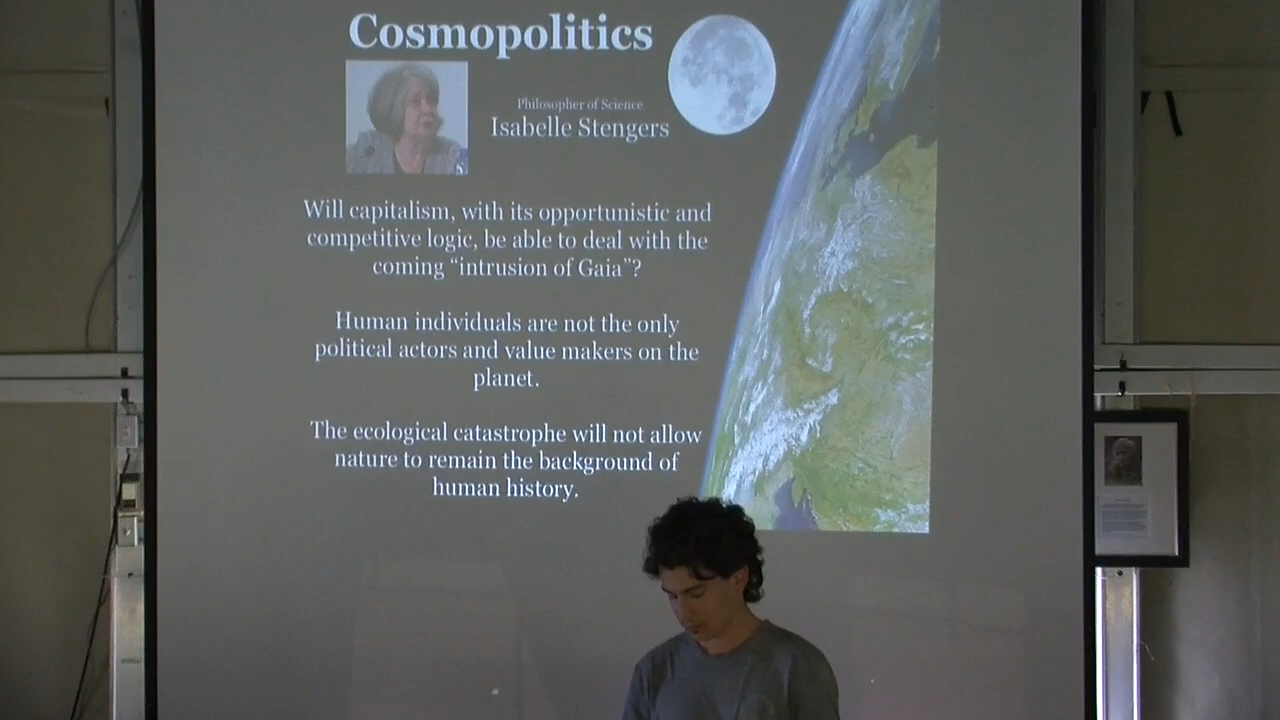 Cosmopolitics
Philosopher of Science
Isabelle Stengers
Will capitalism, with its opportunistic and
competitive logic, be able to deal with the
coming “intrusion of Gaia”?
Human individuals are not the only
political actors and value makers on the
planet.
The ecological catastrophe will not allow
nature to remain the background of
human history.